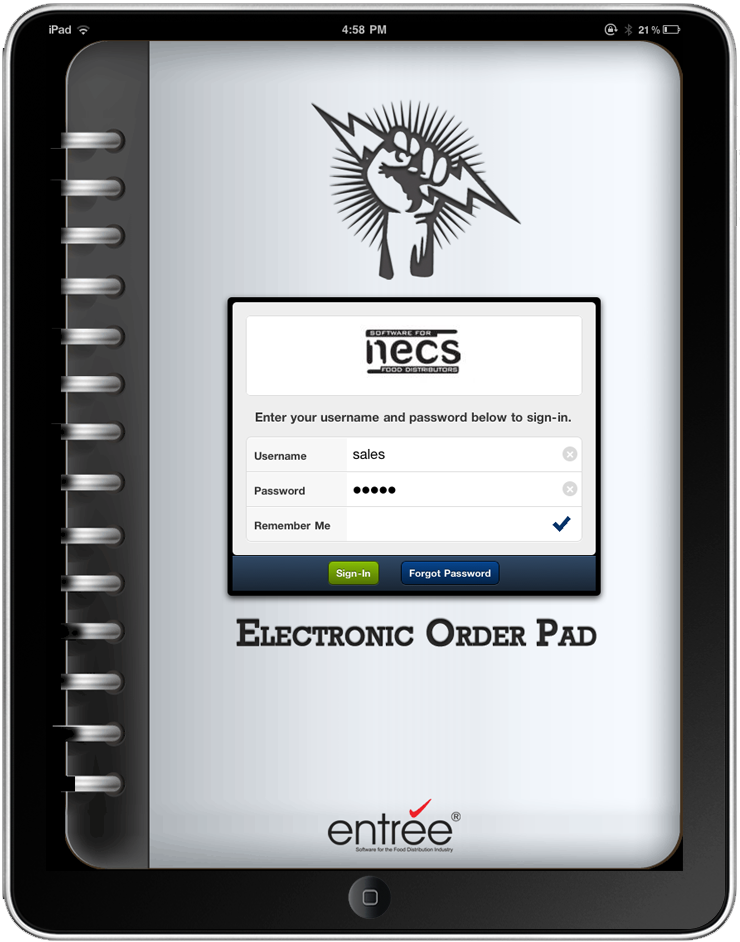 iPad
4:58 PM
21%
SOFTWARE FOR
necs
FOOD DISTRIBUTORS
Enter your username and password below to sign-in.
Username sales
Password •••••
Remember Me
Sign-In Forgot Password
ELECTRONIC ORDER PAD
entrée®
Software for the Food Distribution Industry